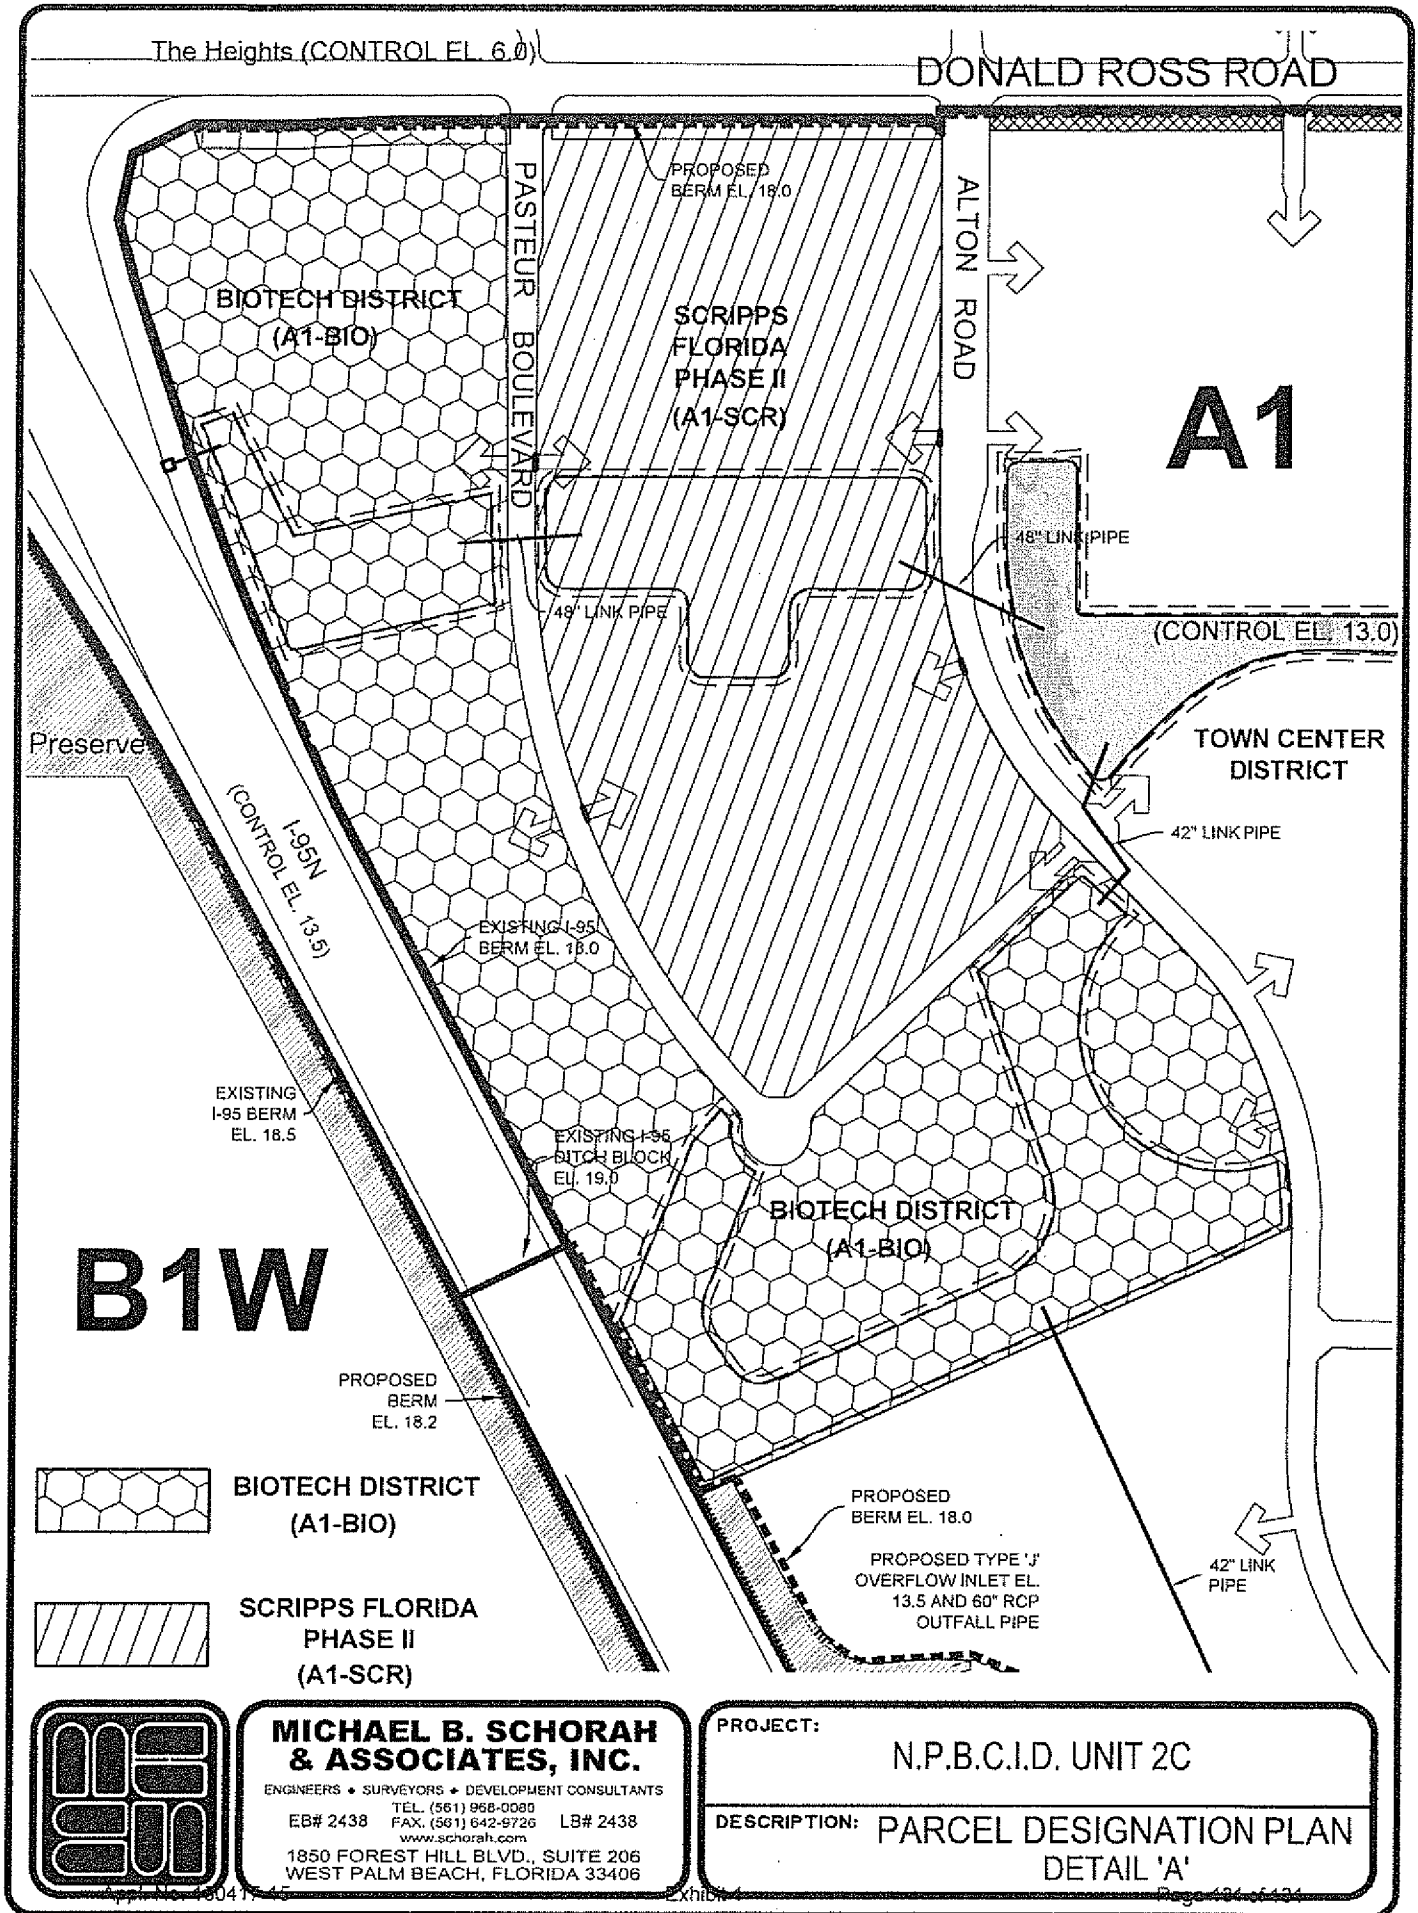 The Heights (CONTROL EL. 6.0)
DONALD ROSS ROAD
PROPOSED
BERM EL. 18.0
PASTEUR BOULEVARD
ALTON ROAD
BIOTECH DISTRICT
(A1-BIO)
SCRIPPS
FLORIDA
PHASE II
(A1-SCR)
A1
48" LINK PIPE
48" LINK PIPE
(CONTROL EL. 13.0)
Preserve
TOWN CENTER
DISTRICT
I-95N
(CONTROL EL. 13.5)
42" LINK PIPE
EXISTING I-95
BERM EL. 18.0
EXISTING
I-95 BERM
EL. 18.5
EXISTING I-95
DITCH BLOCK
EL. 19.0
BIOTECH DISTRICT
(A1-BIO)
B1W
PROPOSED
BERM
EL. 18.2
BIOTECH DISTRICT
(A1-BIO)
PROPOSED
BERM EL. 18.0
PROPOSED TYPE 'J'
OVERFLOW INLET EL.
13.5 AND 60" RCP
OUTFALL PIPE
42" LINK
PIPE
SCRIPPS FLORIDA
PHASE II
(A1-SCR)
MICHAEL B. SCHORAH
& ASSOCIATES, INC.
ENGINEERS ♦ SURVEYORS ♦ DEVELOPMENT CONSULTANTS
TEL. (561) 968-0080
EB# 2438 FAX. (561) 642-9726 LB# 2438
www.schorah.com
1850 FOREST HILL BLVD., SUITE 206
WEST PALM BEACH, FLORIDA 33406
PROJECT:
N.P.B.C.I.D. UNIT 2C
DESCRIPTION: PARCEL DESIGNATION PLAN
DETAIL 'A'
Appl. No.
Exhibit
Page